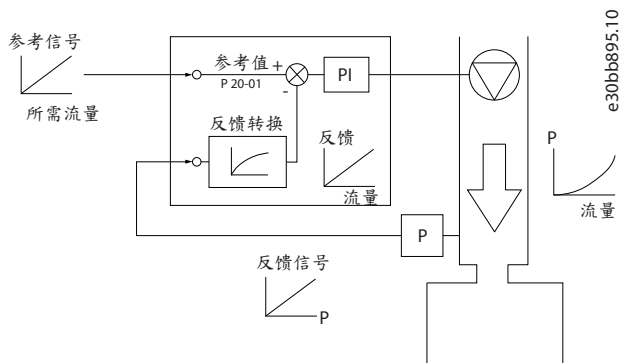 参考信号
所需流量
参考值
+
P 20-01
-
PI
反馈转换
反馈
流量
P
反馈信号
P
P
流量
e30bb895.10